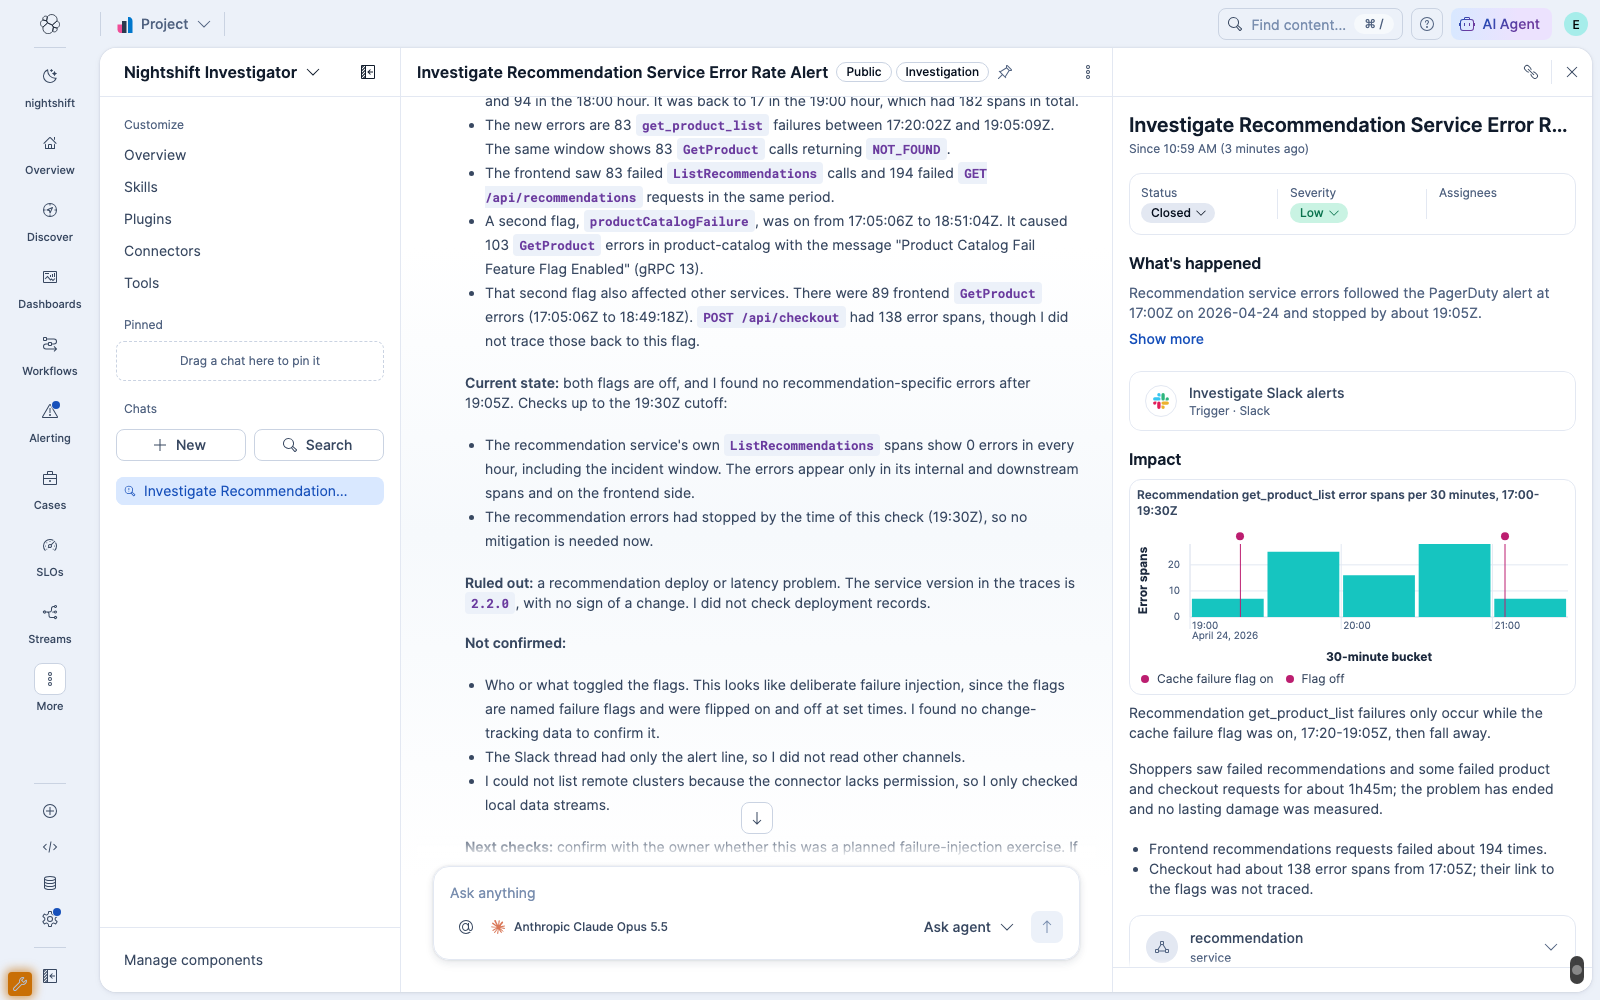 Project
Find content...
⌘ /
AI Agent
E
nightshift
Overview
Discover
Dashboards
Workflows
Alerting
Cases
SLOs
Streams
More
Nightshift Investigator
Customize
Overview
Skills
Plugins
Connectors
Tools
Pinned
Drag a chat here to pin it
Chats
New
Search
Investigate Recommendation...
Manage components
Investigate Recommendation Service Error Rate Alert
Public
Investigation
and 94 in the 18:00 hour. It was back to 17 in the 19:00 hour, which had 182 spans in total.
The new errors are 83 get_product_list failures between 17:20:02Z and 19:05:09Z.
The same window shows 83 GetProduct calls returning NOT_FOUND.
The frontend saw 83 failed ListRecommendations calls and 194 failed GET
/api/recommendations requests in the same period.
A second flag, productCatalogFailure, was on from 17:05:06Z to 18:51:04Z. It caused
103 GetProduct errors in product-catalog with the message "Product Catalog Fail
Feature Flag Enabled" (gRPC 13).
That second flag also affected other services. There were 89 frontend GetProduct
errors (17:05:06Z to 18:49:18Z). POST /api/checkout had 138 error spans, though I did
not trace those back to this flag.
Current state: both flags are off, and I found no recommendation-specific errors after
19:05Z. Checks up to the 19:30Z cutoff:
The recommendation service's own ListRecommendations spans show 0 errors in every
hour, including the incident window. The errors appear only in its internal and downstream
spans and on the frontend side.
The recommendation errors had stopped by the time of this check (19:30Z), so no
mitigation is needed now.
Ruled out: a recommendation deploy or latency problem. The service version in the traces is
2.2.0, with no sign of a change. I did not check deployment records.
Not confirmed:
Who or what toggled the flags. This looks like deliberate failure injection, since the flags
are named failure flags and were flipped on and off at set times. I found no change-
tracking data to confirm it.
The Slack thread had only the alert line, so I did not read other channels.
I could not list remote clusters because the connector lacks permission, so I only checked
local data streams.
Next checks: confirm with the owner whether this was a planned failure-injection exercise. If
Ask anything
Anthropic Claude Opus 5.5
Ask agent
Investigate Recommendation Service Error R...
Since 10:59 AM (3 minutes ago)
Status
Closed
Severity
Low
Assignees
What's happened
Recommendation service errors followed the PagerDuty alert at
17:00Z on 2026-04-24 and stopped by about 19:05Z.
Show more
Investigate Slack alerts
Trigger · Slack
Impact
Recommendation get_product_list error spans per 30 minutes, 17:00-
19:30Z
Error spans
20
10
0
19:00
April 24, 2026
20:00
21:00
30-minute bucket
Cache failure flag on
Flag off
Recommendation get_product_list failures only occur while the
cache failure flag was on, 17:20-19:05Z, then fall away.
Shoppers saw failed recommendations and some failed product
and checkout requests for about 1h45m; the problem has ended
and no lasting damage was measured.
Frontend recommendations requests failed about 194 times.
Checkout had about 138 error spans from 17:05Z; their link to
the flags was not traced.
recommendation
service